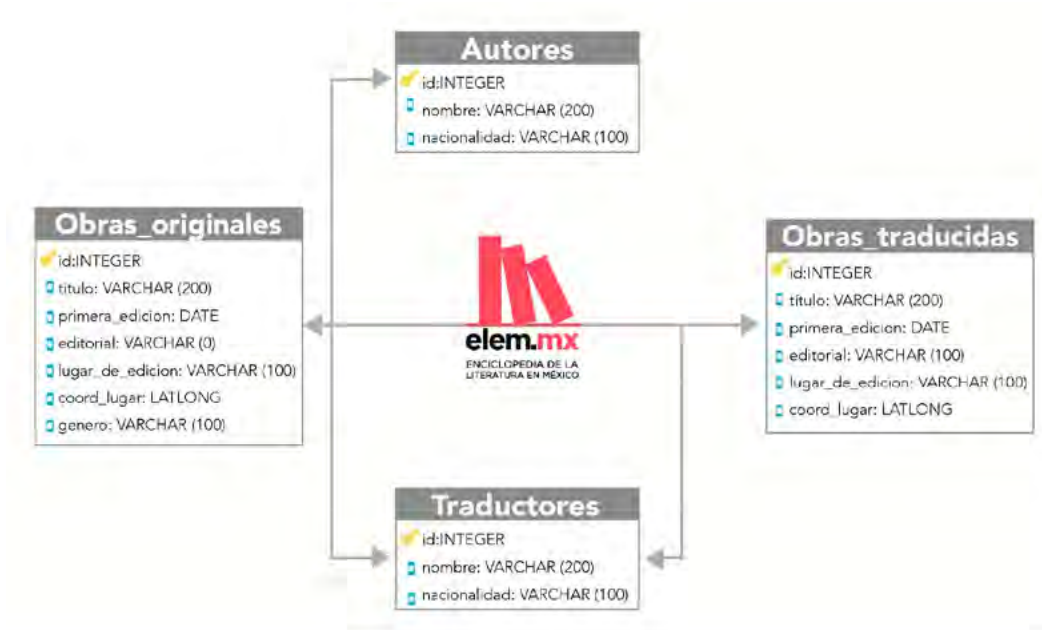 Autores
id:INTEGER
nombre: VARCHAR (200)
nacionalidad: VARCHAR (100)
Obras_originales
id:INTEGER
titulo: VARCHAR (200)
primera_edicion: DATE
editorial: VARCHAR (0)
lugar_de_edicion: VARCHAR (100)
coord_lugar: LATLONG
genero: VARCHAR (100)
elem.mx
ENCICLOPEDIA DE LA
LITERATURA EN MÉXICO
Obras_traducidas
id:INTEGER
título: VARCHAR (200)
primera_edicion: DATE
editorial: VARCHAR (100)
lugar_de_edicion: VARCHAR (100)
coord_lugar: LATLONG
Traductores
id:INTEGER
nombre: VARCHAR (200)
nacionalidad: VARCHAR (100)